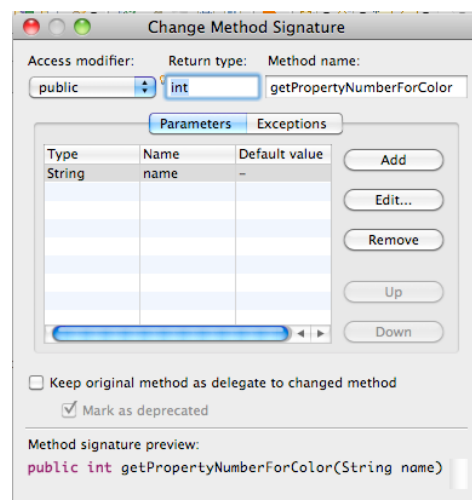 Change Method Signature
Access modifier: Return type: Method name:
public int getPropertyNumberForColor
Parameters Exceptions
Type Name Default value
String name –
Add
Edit...
Remove
Up
Down
Keep original method as delegate to changed method
Mark as deprecated
Method signature preview:
public int getPropertyNumberForColor(String name)